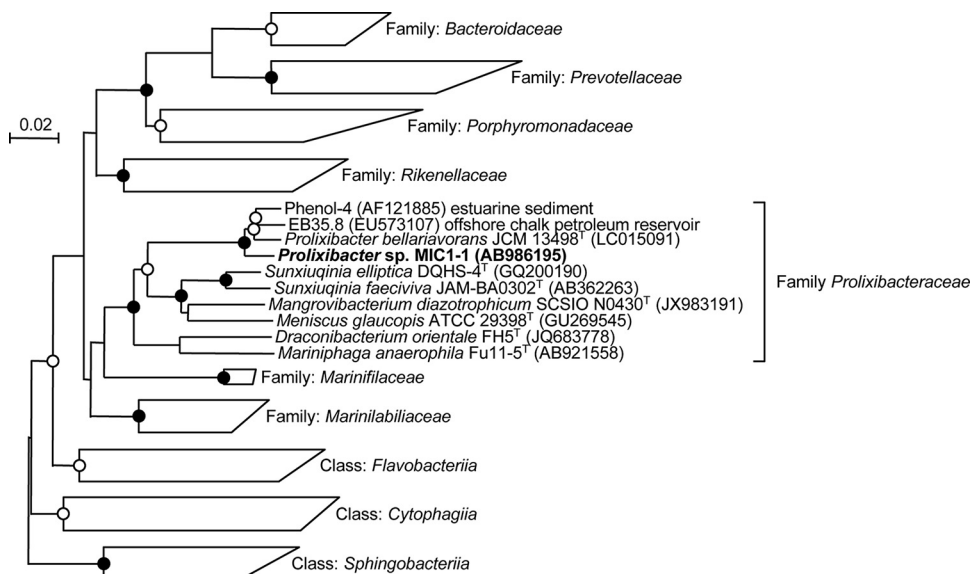 Family: Bacteroidaceae
Family: Prevotellaceae
0.02
Family: Porphyromonadaceae
Family: Rikenellaceae
Phenol-4 (AF121885) estuarine sediment
EB35.8 (EU573107) offshore chalk petroleum reservoir
Prolixibacter bellariavorans JCM 13498ᵀ (LC015091)
Prolixibacter sp. MIC1-1 (AB986195)
Sunxiuqinia elliptica DQHS-4ᵀ (GQ200190)
Sunxiuqinia faeciviva JAM-BA0302ᵀ (AB362263)
Family Prolixibacteraceae
Mangrovibacterium diazotrophicum SCSIO N0430ᵀ (JX983191)
Meniscus glaucopis ATCC 29398ᵀ (GU269545)
Draconibacterium orientale FH5ᵀ (JQ683778)
Mariniphaga anaerophila Fu11-5ᵀ (AB921558)
Family: Marinifilaceae
Family: Marinilabiliaceae
Class: Flavobacteriia
Class: Cytophagiia
Class: Sphingobacteriia